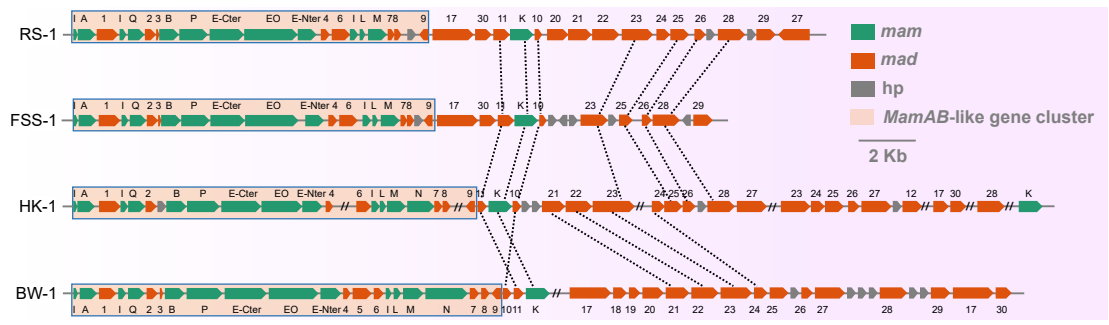 I A 1 I Q 2 3 B P E-Cter EO E-Nter 4 6 I L M 7 8 9 17 30 11 K 10 20 21 22 23 24 25 26 28 29 27
RS-1
mam
mad
hp
MamAB-like gene cluster
2 Kb
I A 1 I Q 2 3 B P E-Cter EO E-Nter 4 6 I L M 7 8 9 17 30 11 K 10 23 25 26 28 29
FSS-1
I A 1 I Q 2 B P E-Cter EO E-Nter 4 // 6 I L M N 7 8 // 9 11 K 10 21 22 23 // 24 25 26 28 27 // 23 24 25 26 27 12 // 17 30 // 28 // K
HK-1
BW-1
//
I A 1 I Q 2 3 B P E-Cter EO E-Nter 4 5 6 I L M N 7 8 9 10 11 K 17 18 19 20 21 22 23 24 25 26 27 28 29 17 30